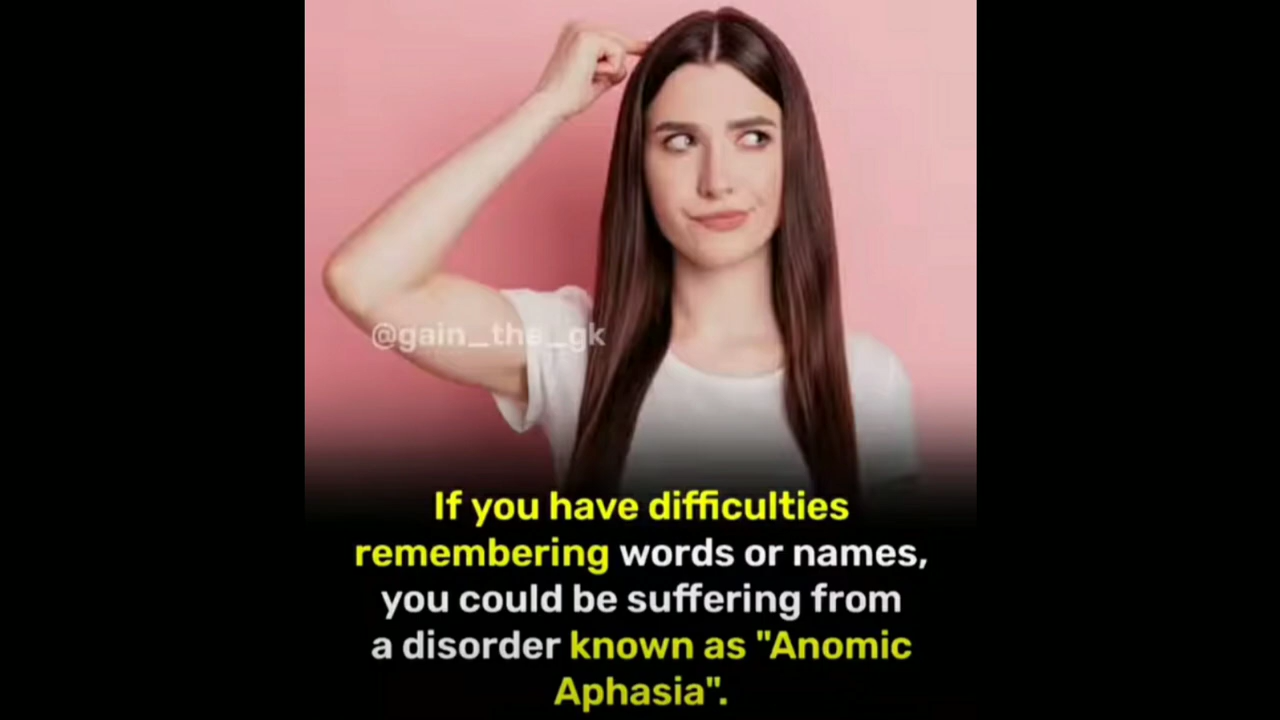 @gain_the_gk
If you have difficulties
remembering words or names,
you could be suffering from
a disorder known as "Anomic
Aphasia".